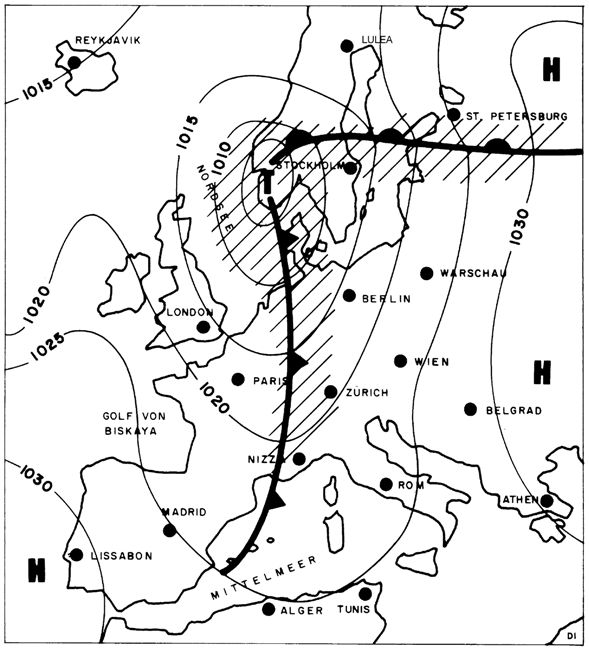 REYKJAVIK
LULEA
H
1015
1015
ST. PETERSBURG
1010
STOCKHOLM
T
NORDSEE
1030
1020
WARSCHAU
BERLIN
LONDON
1025
WIEN
H
PARIS
ZÜRICH
1020
BELGRAD
GOLF VON
BISKAYA
NIZZA
1030
ROM
ATHEN
MADRID
LISSABON
H
MITTELMEER
ALGER
TUNIS
DI